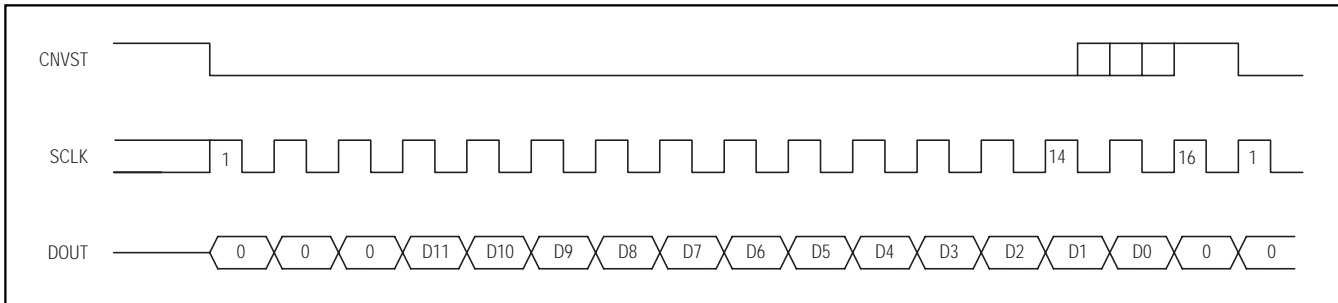 CNVST
SCLK 1 14 16 1
DOUT 0 0 0 D11 D10 D9 D8 D7 D6 D5 D4 D3 D2 D1 D0 0 0